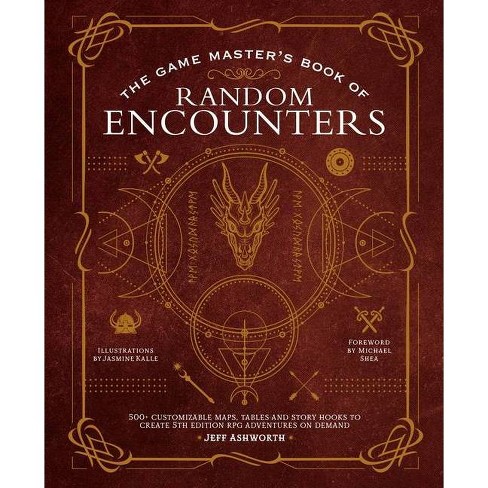 THE GAME MASTER'S BOOK OF
RANDOM
ENCOUNTERS
ILLUSTRATIONS
BY JASMINE KALLE
FOREWORD
BY MICHAEL
SHEA
500+ CUSTOMIZABLE MAPS, TABLES AND STORY HOOKS TO
CREATE 5TH EDITION RPG ADVENTURES ON DEMAND
JEFF ASHWORTH